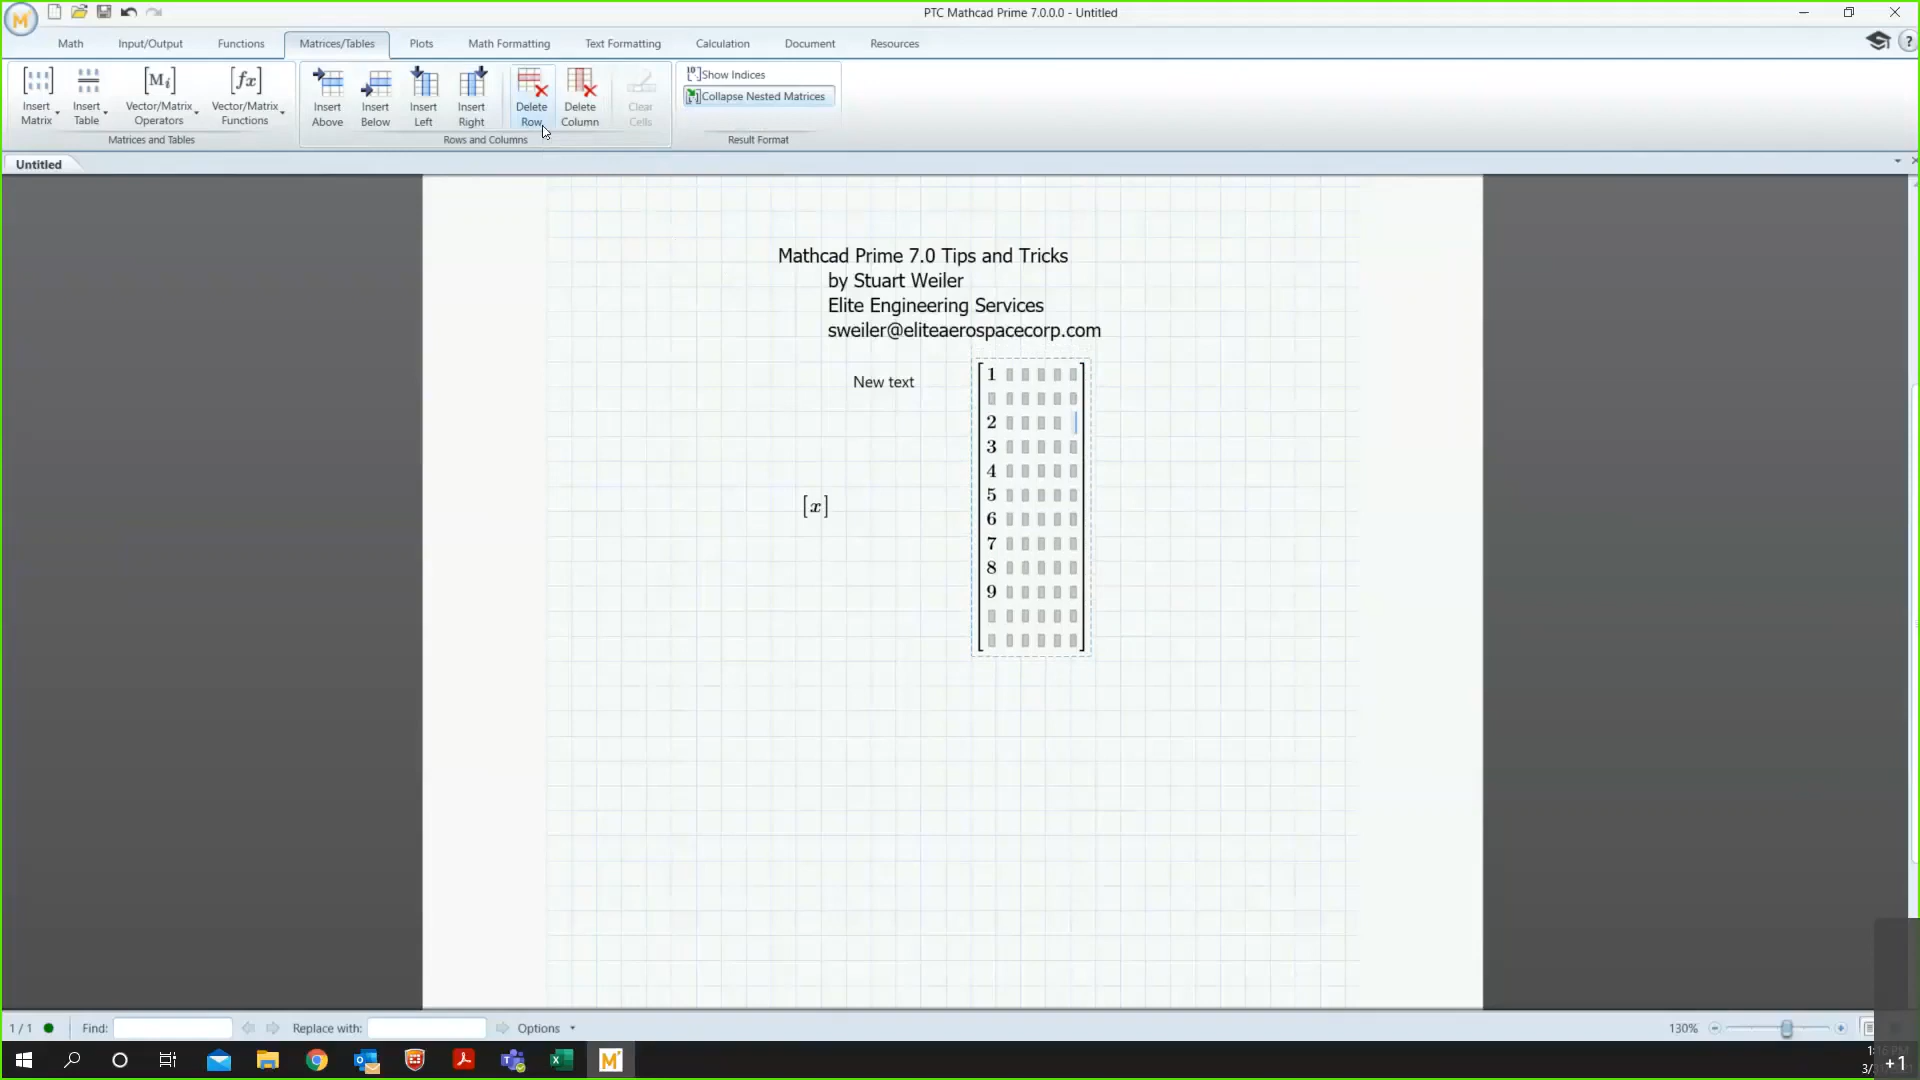 PTC Mathcad Prime 7.0.0.0 - Untitled
Math
Input/Output
Functions
Matrices/Tables
Plots
Math Formatting
Text Formatting
Calculation
Document
Resources
Insert Matrix
Insert Table
Vector/Matrix Operators
Vector/Matrix Functions
Insert Above
Insert Below
Insert Left
Insert Right
Delete Row
Delete Column
Clear Cells
Show Indices
Collapse Nested Matrices
Matrices and Tables
Rows and Columns
Result Format
Untitled
Mathcad Prime 7.0 Tips and Tricks
by Stuart Weiler
Elite Engineering Services
sweiler@eliteaerospacecorp.com
New text
[x]
1
2
3
4
5
6
7
8
9
1 / 1
Find:
Replace with:
Options
130%
+1